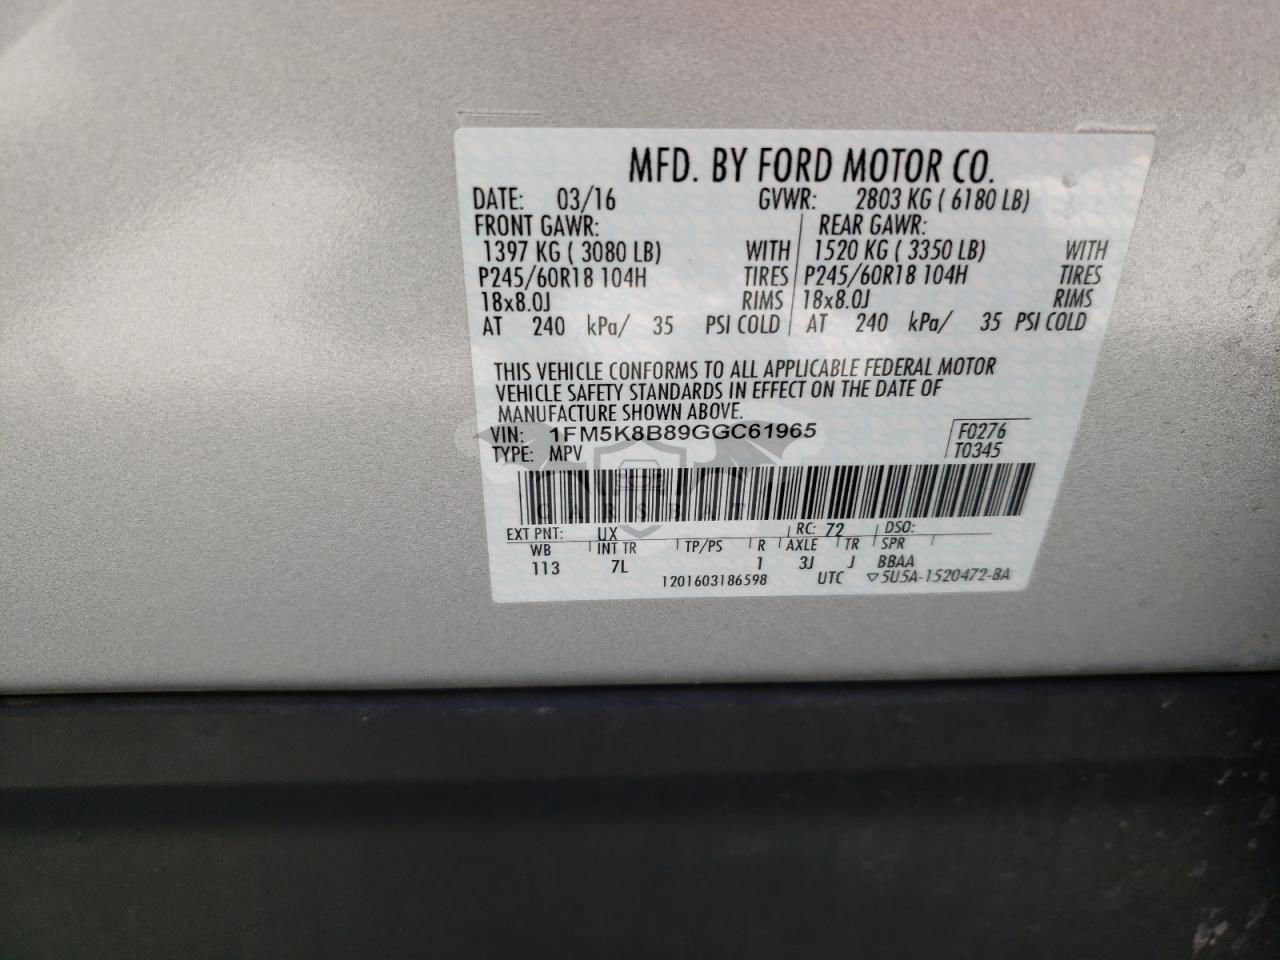 MFD. BY FORD MOTOR CO.
DATE: 03/16 GVWR: 2803 KG ( 6180 LB)
FRONT GAWR: REAR GAWR:
1397 KG ( 3080 LB) WITH 1520 KG ( 3350 LB) WITH
P245/60R18 104H TIRES P245/60R18 104H TIRES
18x8.0J RIMS 18x8.0J RIMS
AT 240 kPa/ 35 PSI COLD AT 240 kPa/ 35 PSI COLD
THIS VEHICLE CONFORMS TO ALL APPLICABLE FEDERAL MOTOR
VEHICLE SAFETY STANDARDS IN EFFECT ON THE DATE OF
MANUFACTURE SHOWN ABOVE.
VIN: 1FM5K8B89GGC61965 F0276
TYPE: MPV T0345
CARSBAT
EXT PNT: UX RC: 72 DSO:
WB INT TR TP/PS R AXLE TR SPR
113 7L 1 3J J BBAA
1201603186598 UTC ▽5U5A-1520472-BA